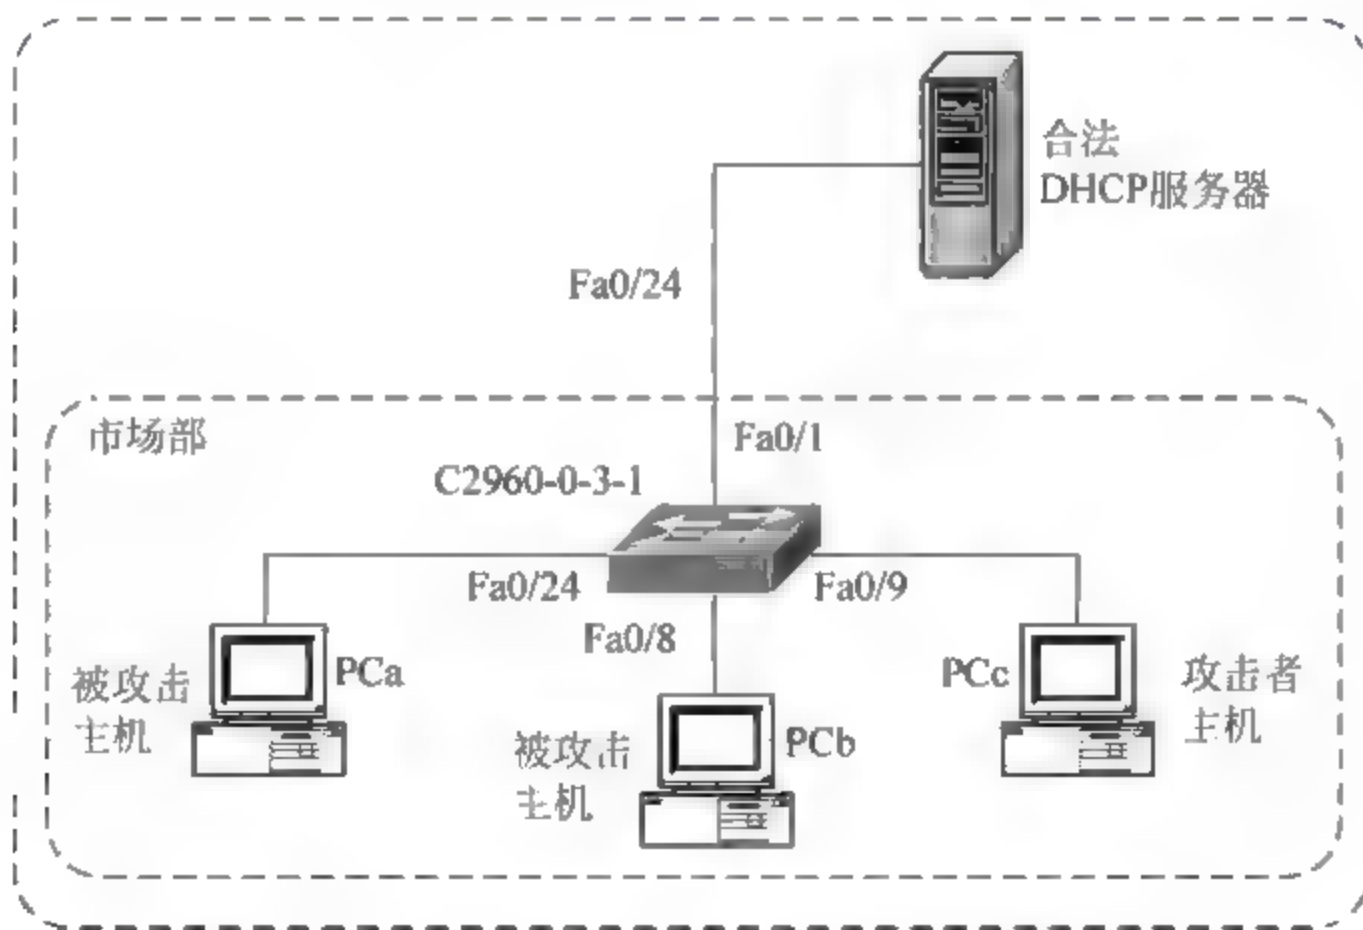 合法
DHCP服务器
Fa0/24
市场部
Fa0/1
C2960-0-3-1
Fa0/24
Fa0/9
Fa0/8
被攻击
主机
PCa
被攻击
主机
PCb
PCc
攻击者
主机